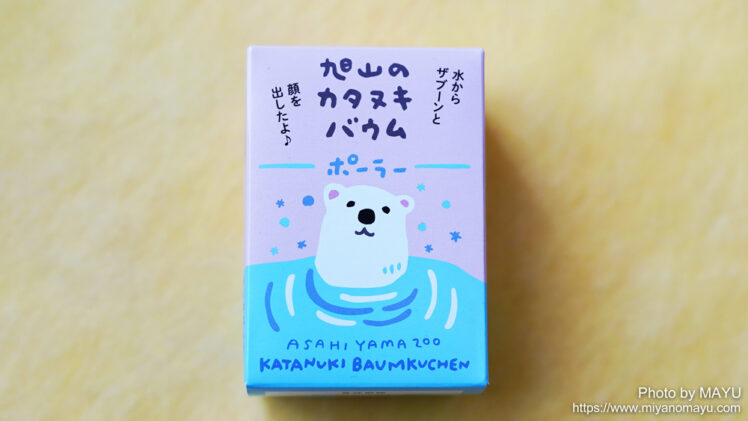 水から
ザブーンと
顔を
出したよ♪
旭山の
カタヌキ
バウム
ポーラー
ASAHIYAMA ZOO
KATANUKI BAUMKUCHEN
Photo by MAYU
https://www.miyanomayu.com